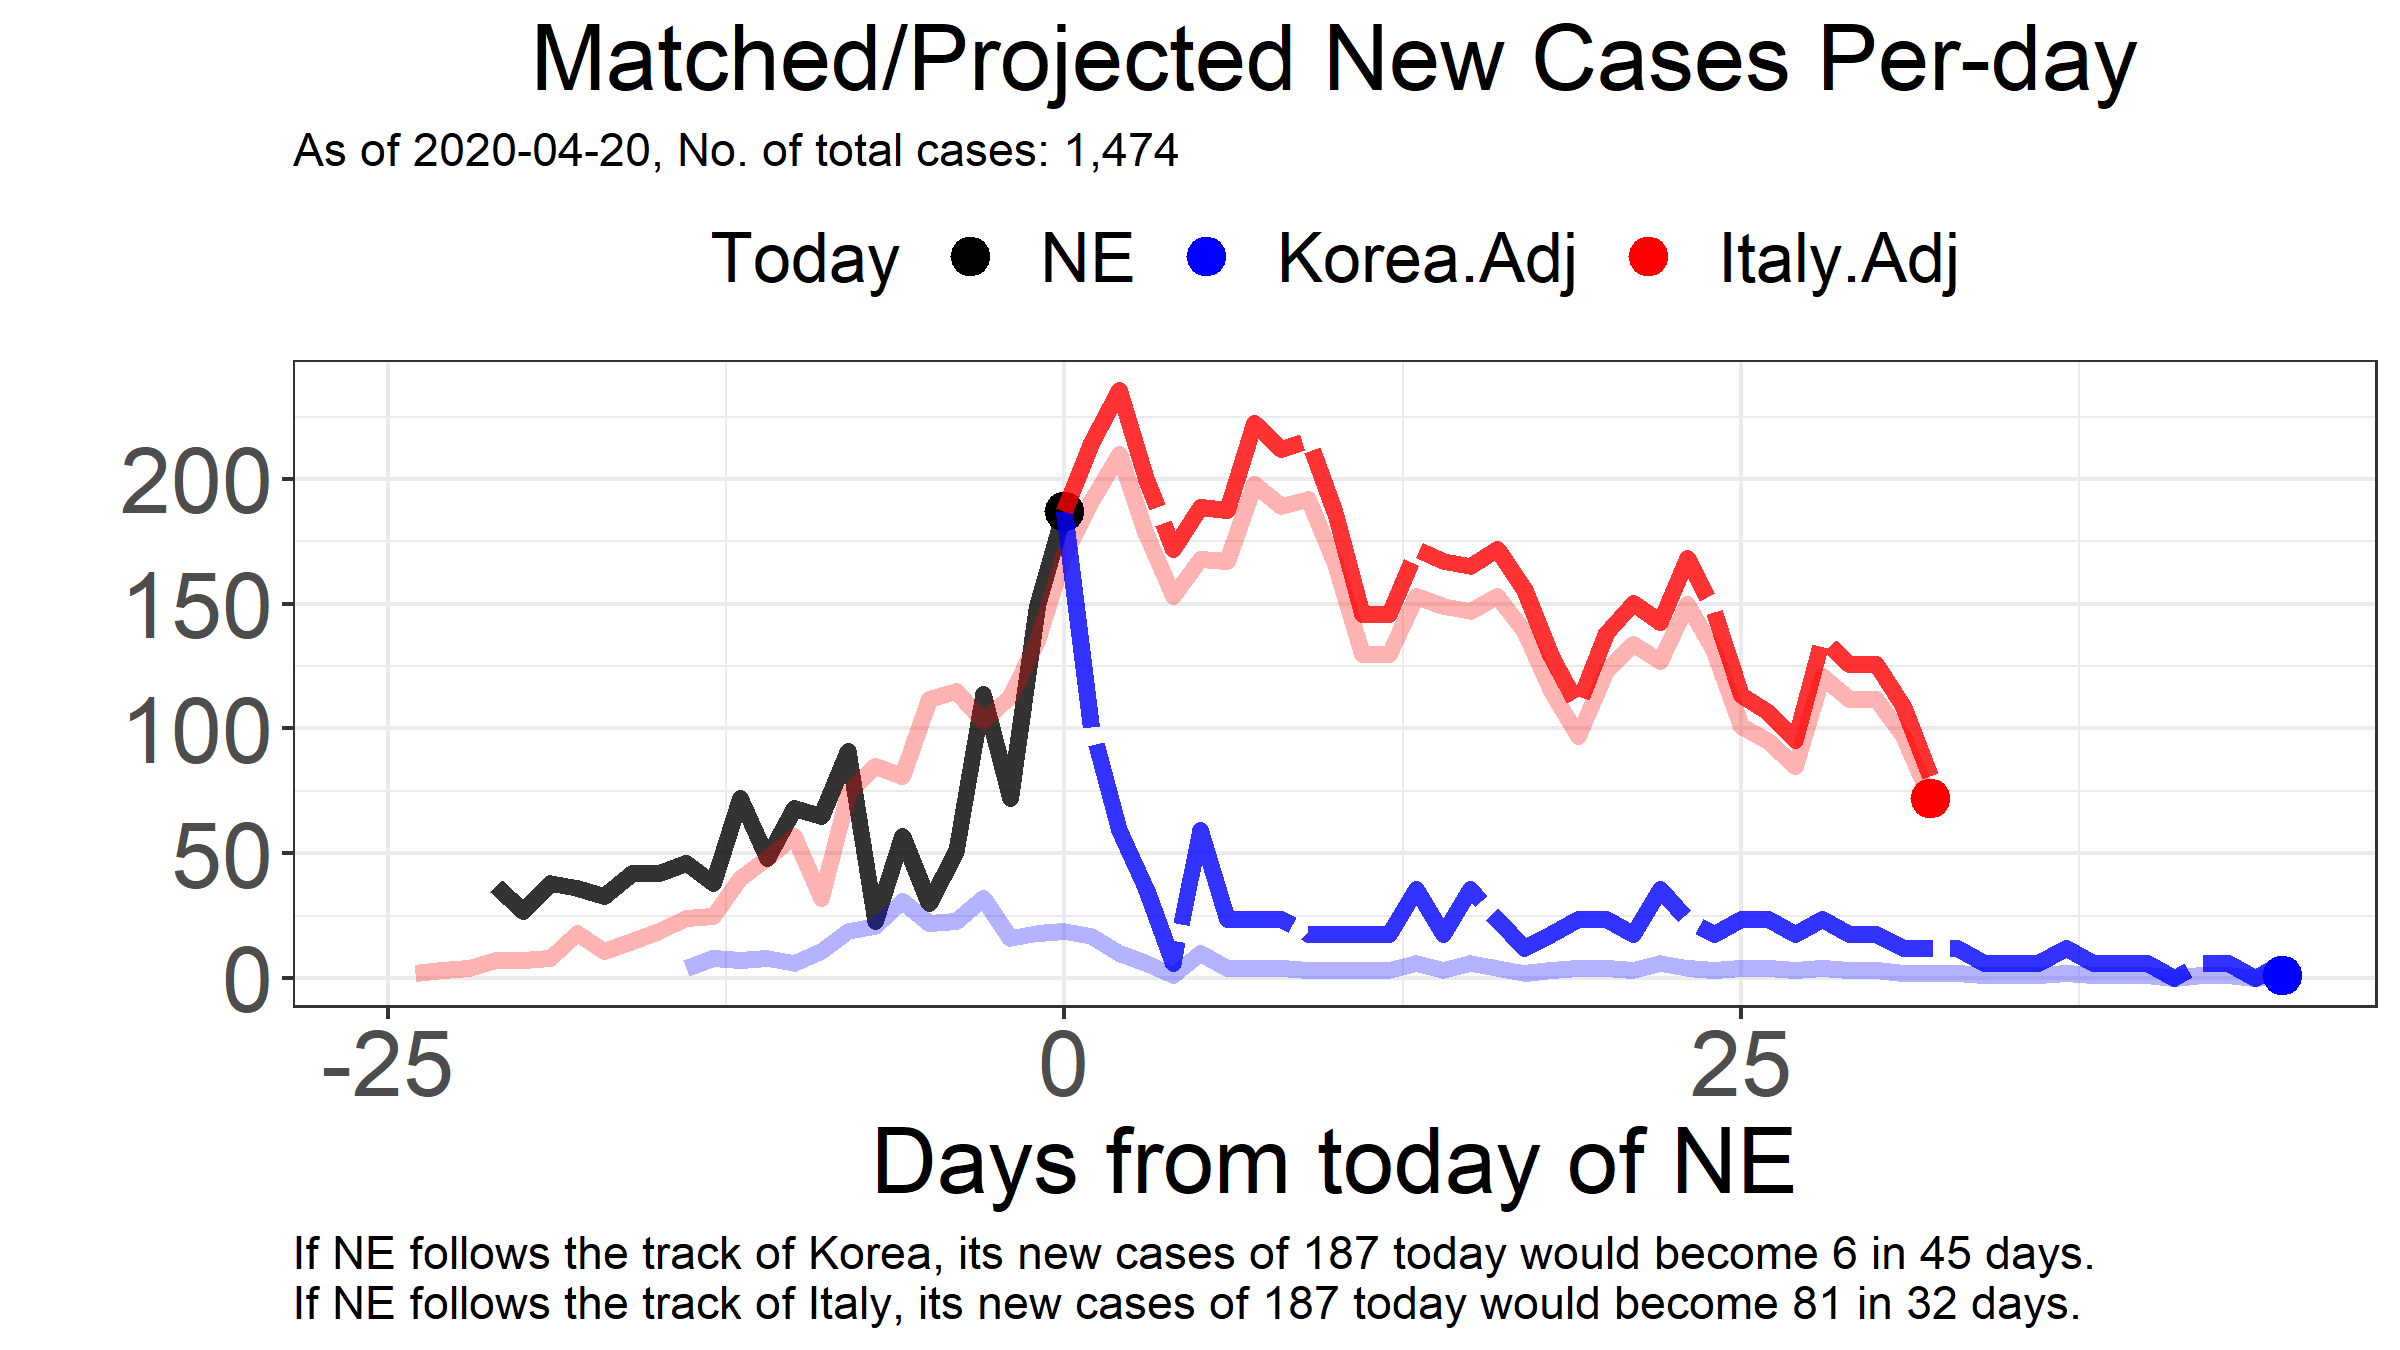 Matched/Projected New Cases Per-day
As of 2020-04-20, No. of total cases: 1,474
Today NE Korea.Adj Italy.Adj
200
150
100
50
0
-25 0 25
Days from today of NE
If NE follows the track of Korea, its new cases of 187 today would become 6 in 45 days.
If NE follows the track of Italy, its new cases of 187 today would become 81 in 32 days.